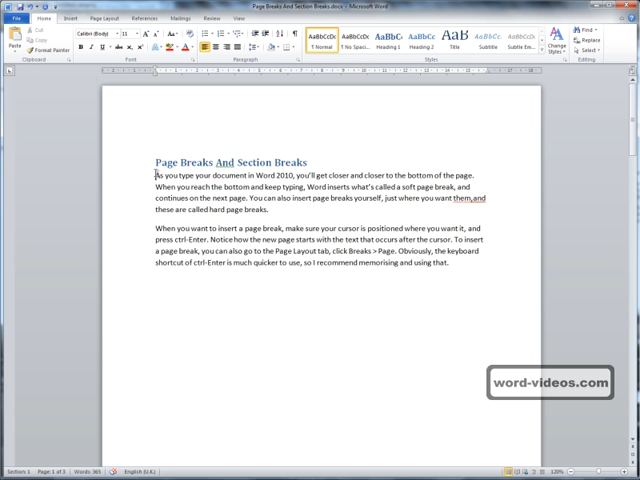 Page Breaks And Section Breaks.docx - Microsoft Word
File Home Insert Page Layout References Mailings Review View
Cut
Copy
Format Painter
Paste
Clipboard
Calibri (Body) 11
Font
Paragraph
AaBbCcDc AaBbCcDc AaBbC AaBbCc AaB AaBbCc. AaBbCcDc
¶ Normal ¶ No Spaci... Heading 1 Heading 2 Title Subtitle Subtle Em...
Styles
Change Styles
Find
Replace
Select
Editing
Page Breaks And Section Breaks
As you type your document in Word 2010, you'll get closer and closer to the bottom of the page.
When you reach the bottom and keep typing, Word inserts what's called a soft page break, and
continues on the next page. You can also insert page breaks yourself, just where you want them,and
these are called hard page breaks.
When you want to insert a page break, make sure your cursor is positioned where you want it, and
press ctrl-Enter. Notice how the new page starts with the text that occurs after the cursor. To insert
a page break, you can also go to the Page Layout tab, click Breaks > Page. Obviously, the keyboard
shortcut of ctrl-Enter is much quicker to use, so I recommend memorising and using that.
word-videos.com
Section: 1 Page: 1 of 3 Words: 365 English (U.K.) 120%